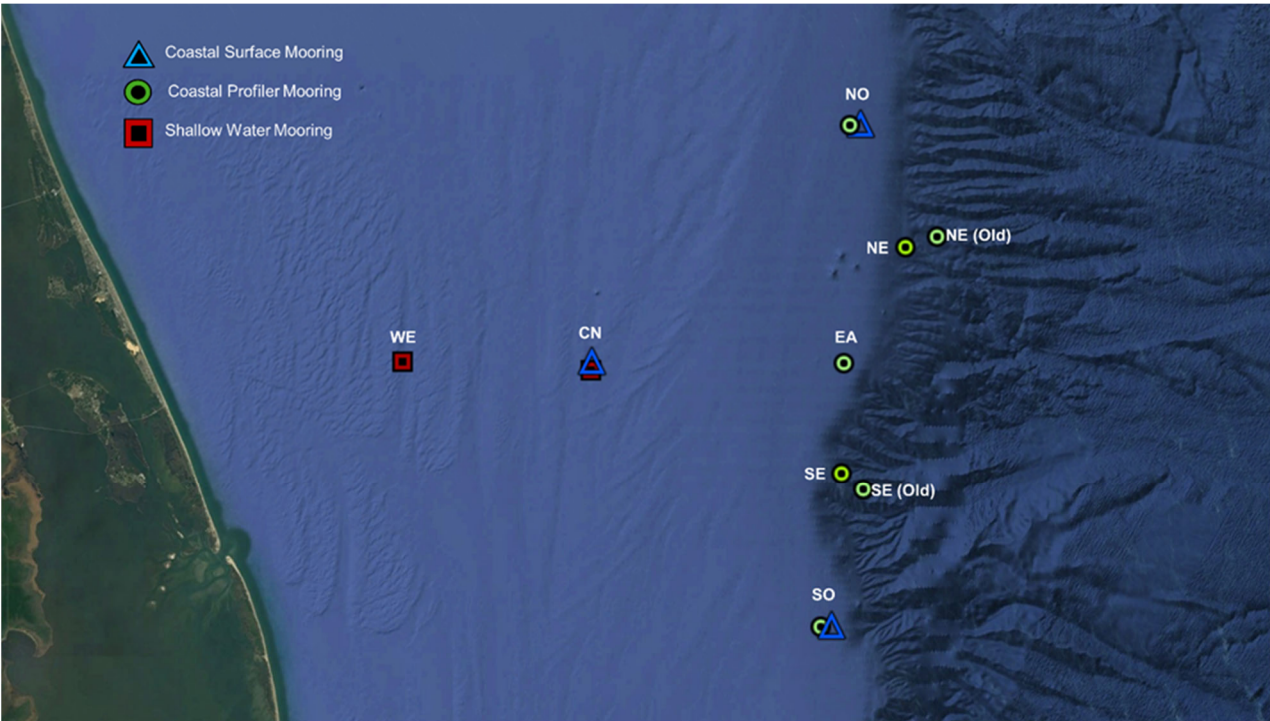 Coastal Surface Mooring
Coastal Profiler Mooring
Shallow Water Mooring
NO
NE
NE (Old)
WE
CN
EA
SE
SE (Old)
SO